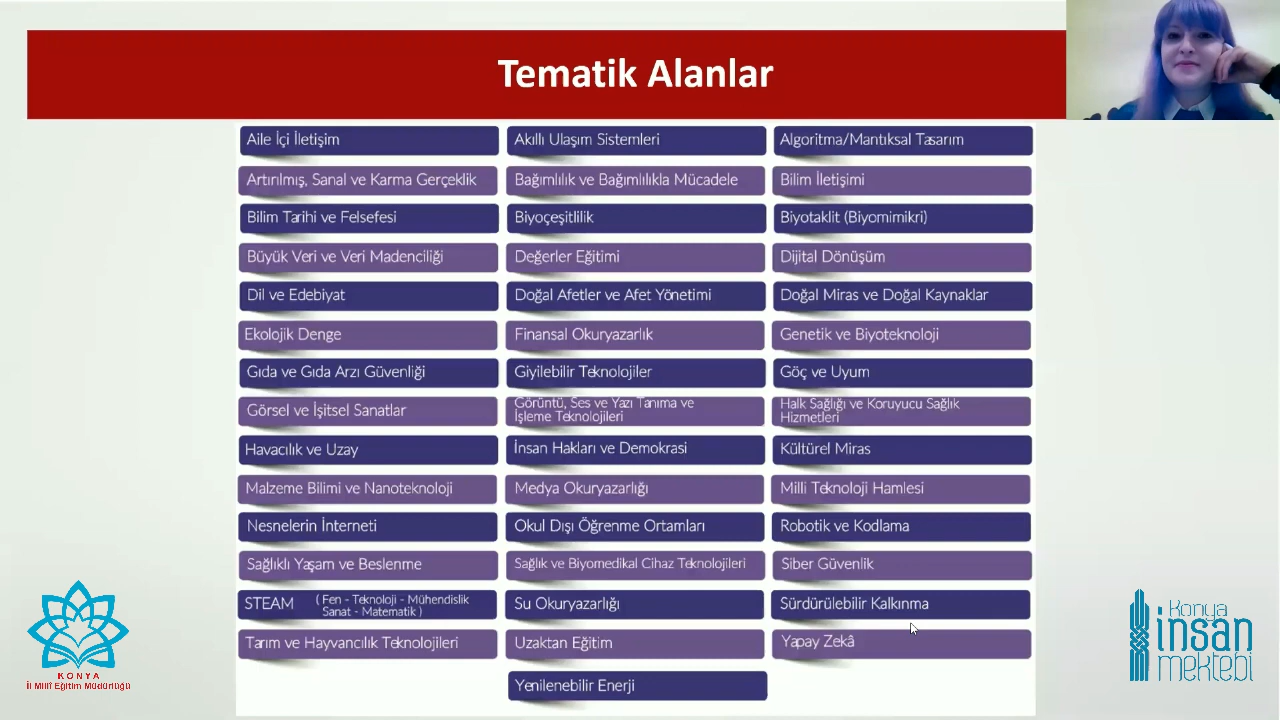 Tematik Alanlar
Aile İçi İletişim
Akıllı Ulaşım Sistemleri
Algoritma/Mantıksal Tasarım
Artırılmış, Sanal ve Karma Gerçeklik
Bağımlılık ve Bağımlılıkla Mücadele
Bilim İletişimi
Bilim Tarihi ve Felsefesi
Biyoçeşitlilik
Biyotaklit (Biyomimikri)
Büyük Veri ve Veri Madenciliği
Değerler Eğitimi
Dijital Dönüşüm
Dil ve Edebiyat
Doğal Afetler ve Afet Yönetimi
Doğal Miras ve Doğal Kaynaklar
Ekolojik Denge
Finansal Okuryazarlık
Genetik ve Biyoteknoloji
Gıda ve Gıda Arzı Güvenliği
Giyilebilir Teknolojiler
Göç ve Uyum
Görsel ve İşitsel Sanatlar
Görüntü, Ses ve Yazı Tanıma ve
İşleme Teknolojileri
Halk Sağlığı ve Koruyucu Sağlık
Hizmetleri
Havacılık ve Uzay
İnsan Hakları ve Demokrasi
Kültürel Miras
Malzeme Bilimi ve Nanoteknoloji
Medya Okuryazarlığı
Milli Teknoloji Hamlesi
Nesnelerin İnterneti
Okul Dışı Öğrenme Ortamları
Robotik ve Kodlama
Sağlıklı Yaşam ve Beslenme
Sağlık ve Biyomedikal Cihaz Teknolojileri
Siber Güvenlik
STEAM (Fen - Teknoloji - Mühendislik
Sanat - Matematik)
Su Okuryazarlığı
Sürdürülebilir Kalkınma
Tarım ve Hayvancılık Teknolojileri
Uzaktan Eğitim
Yapay Zekâ
Yenilenebilir Enerji
KONYA
İl Millî Eğitim Müdürlüğü
Konya
insan
mektebi